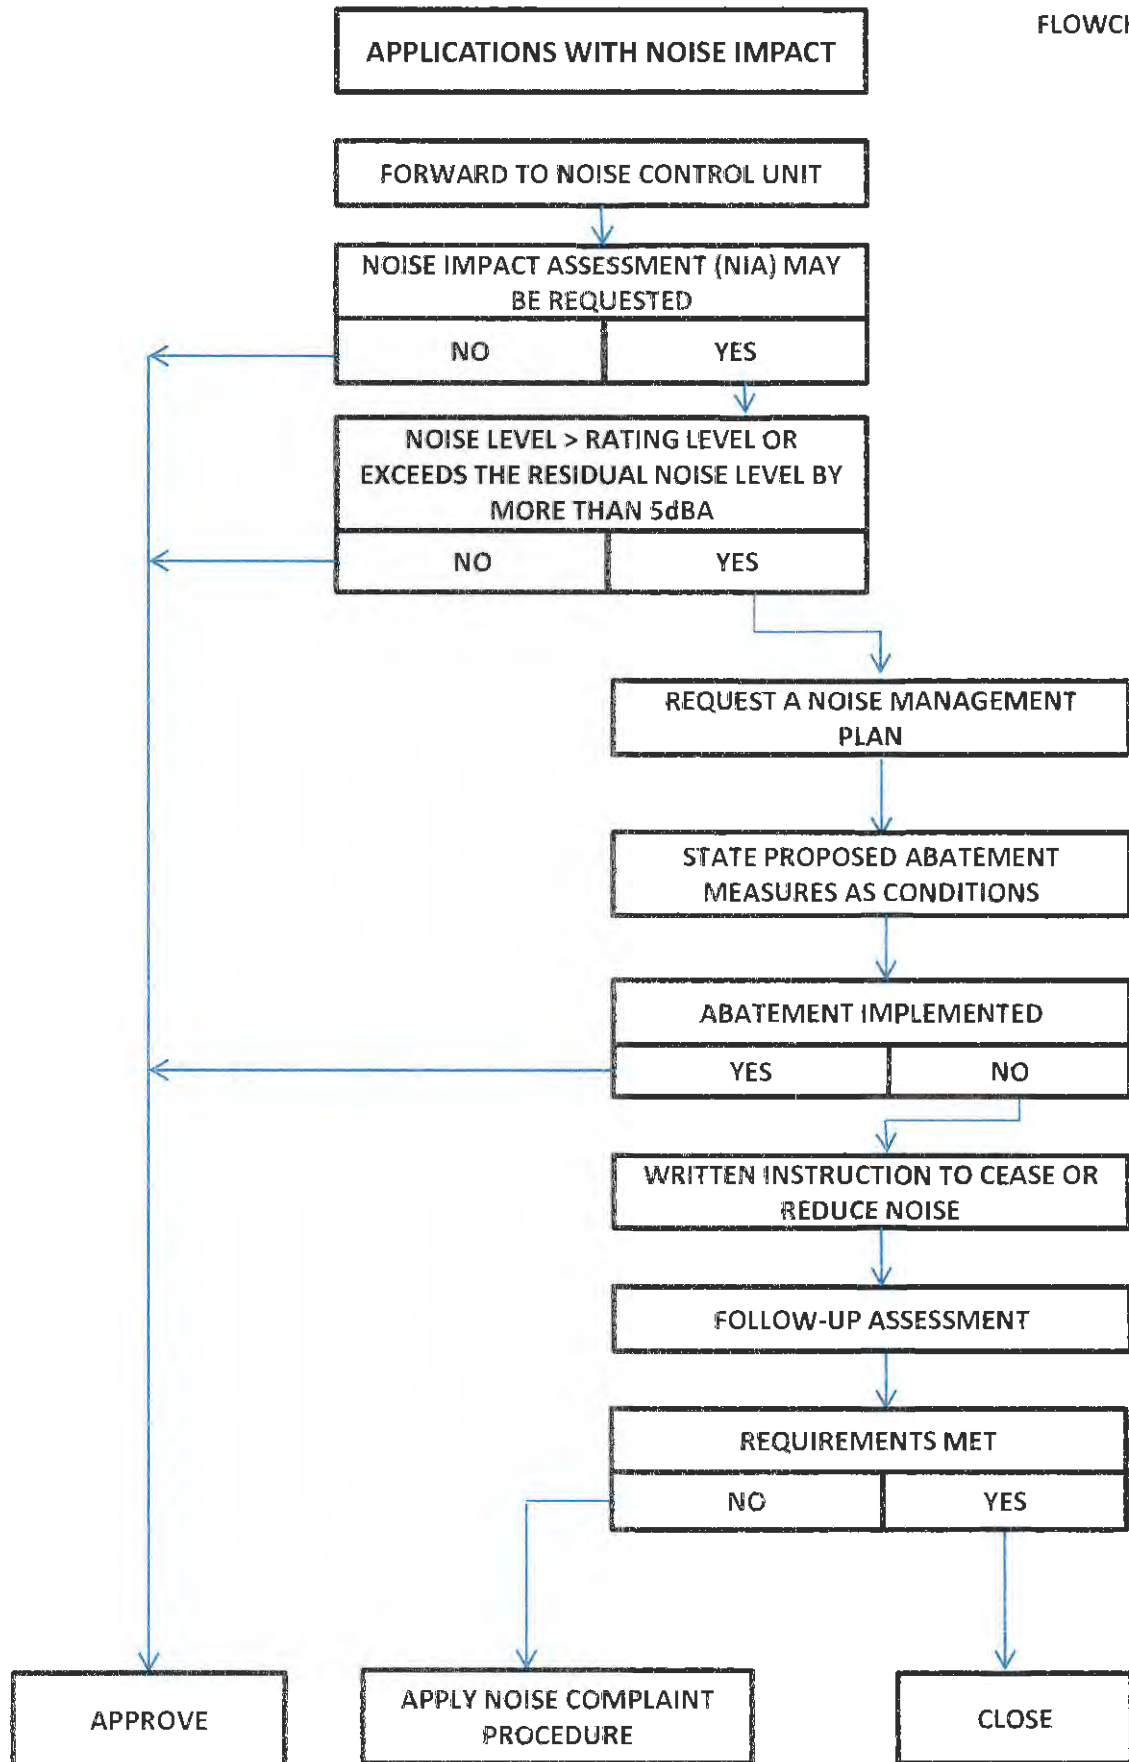 FLOWCH
APPLICATIONS WITH NOISE IMPACT
FORWARD TO NOISE CONTROL UNIT
NOISE IMPACT ASSESSMENT (NIA) MAY
BE REQUESTED
NO YES
NOISE LEVEL > RATING LEVEL OR
EXCEEDS THE RESIDUAL NOISE LEVEL BY
MORE THAN 5dBA
NO YES
REQUEST A NOISE MANAGEMENT
PLAN
STATE PROPOSED ABATEMENT
MEASURES AS CONDITIONS
ABATEMENT IMPLEMENTED
YES NO
WRITTEN INSTRUCTION TO CEASE OR
REDUCE NOISE
FOLLOW-UP ASSESSMENT
REQUIREMENTS MET
NO YES
APPROVE
APPLY NOISE COMPLAINT
PROCEDURE
CLOSE